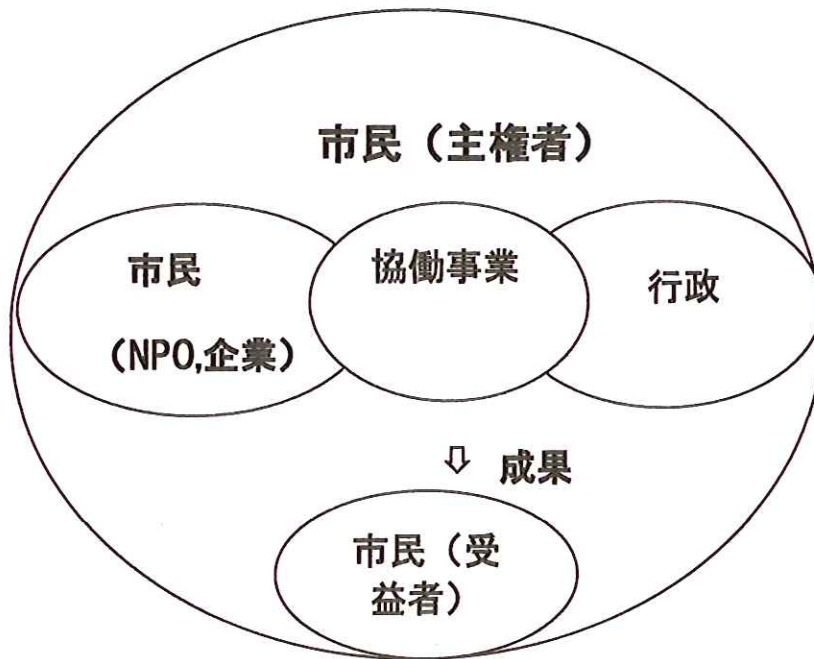 市民（主権者）
市民
（NPO,企業）
協働事業
行政
⇩ 成果
市民（受
益者）